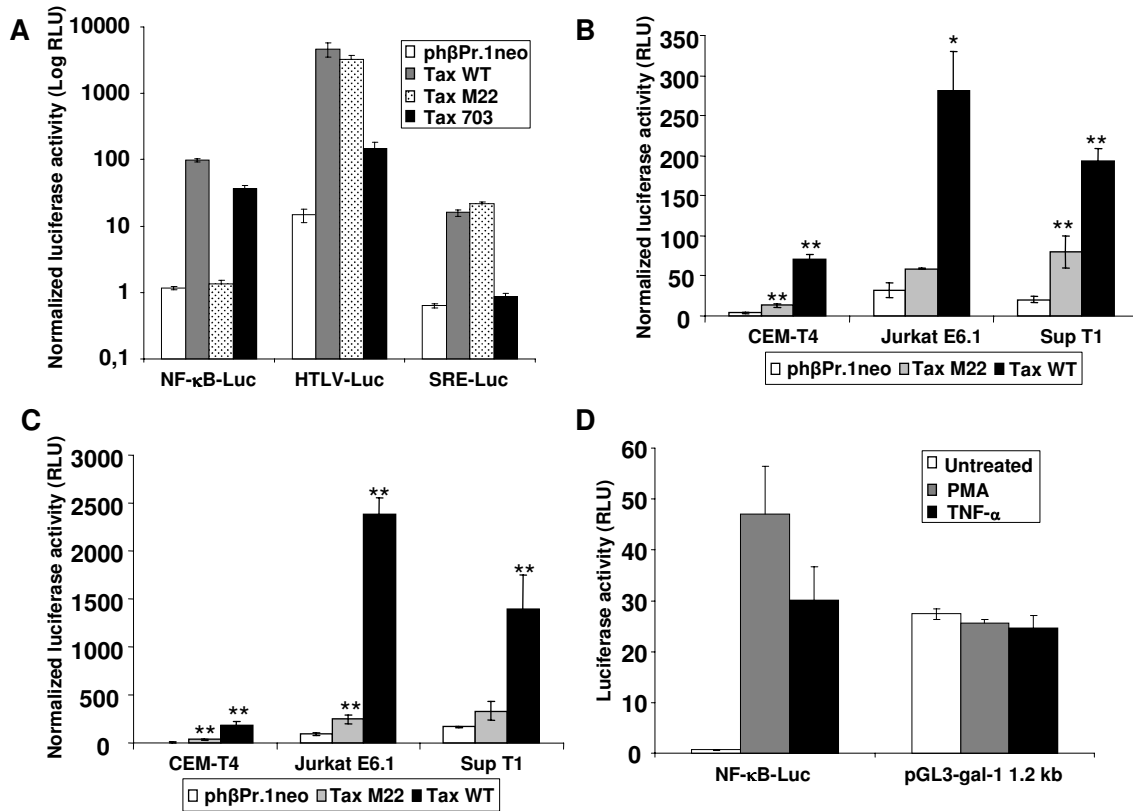 A
Normalized luciferase activity (Log RLU)
10000
1000
100
10
1
0,1
phβPr.1neo
Tax WT
Tax M22
Tax 703
NF-κB-Luc
HTLV-Luc
SRE-Luc
B
Normalized luciferase activity (RLU)
350
300
250
200
150
100
50
0
**
**
*
**
**
CEM-T4
Jurkat E6.1
Sup T1
phβPr.1neo
Tax M22
Tax WT
C
Normalized luciferase activity (RLU)
3000
2500
2000
1500
1000
500
0
**
**
**
**
**
CEM-T4
Jurkat E6.1
Sup T1
phβPr.1neo
Tax M22
Tax WT
D
Luciferase activity (RLU)
60
50
40
30
20
10
0
Untreated
PMA
TNF-α
NF-κB-Luc
pGL3-gal-1 1.2 kb